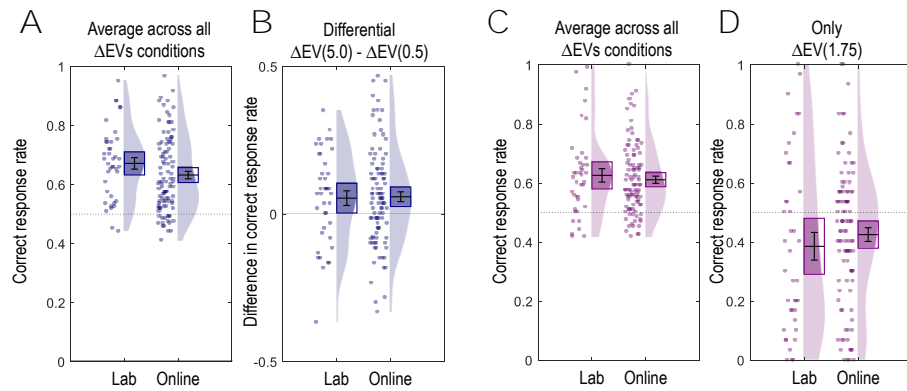 A
Average across all
ΔEVs conditions
Correct response rate
1
0.8
0.6
0.4
0.2
0
Lab
Online
B
Differential
ΔEV(5.0) - ΔEV(0.5)
Difference in correct response rate
0.5
0
-0.5
Lab
Online
C
Average across all
ΔEVs conditions
Correct response rate
1
0.8
0.6
0.4
0.2
0
Lab
Online
D
Only
ΔEV(1.75)
Correct response rate
1
0.8
0.6
0.4
0.2
0
Lab
Online